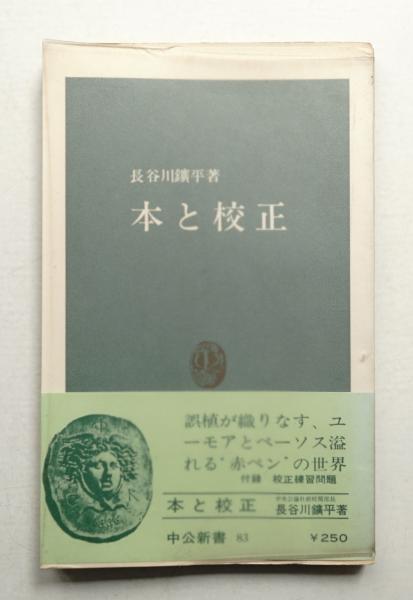 長谷川鑛平著
本と校正
誤植が織りなす、ユ
ーモアとペーソス溢
れる“赤ペン”の世界
付録 校正練習問題
本と校正
長谷川鑛平著
中公新書 83
￥250